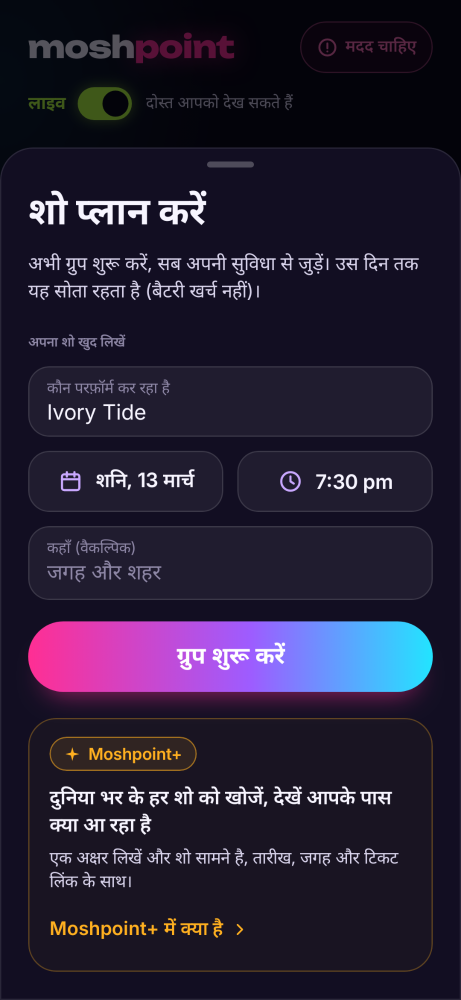 moshpoint
मदद चाहिए
लाइव
दोस्त आपको देख सकते हैं
शो प्लान करें
अभी ग्रुप शुरू करें, सब अपनी सुविधा से जुड़ें। उस दिन तक
यह सोता रहता है (बैटरी खर्च नहीं)।
अपना शो खुद लिखें
कौन परफ़ॉर्म कर रहा है
Ivory Tide
शनि, 13 मार्च
7:30 pm
कहाँ (वैकल्पिक)
जगह और शहर
ग्रुप शुरू करें
Moshpoint+
दुनिया भर के हर शो को खोजें, देखें आपके पास
क्या आ रहा है
एक अक्षर लिखें और शो सामने है, तारीख, जगह और टिकट
लिंक के साथ।
Moshpoint+ में क्या है